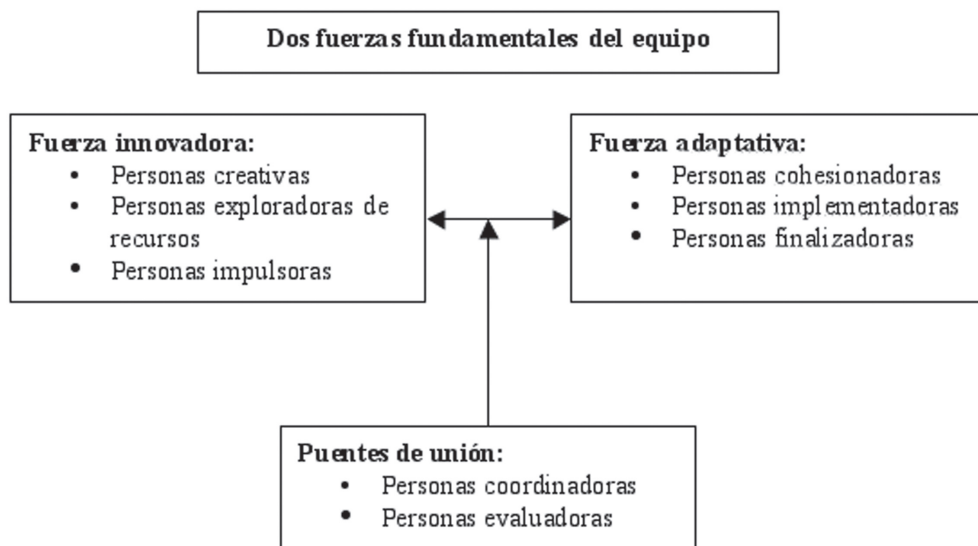 Dos fuerzas fundamentales del equipo
Fuerza innovadora:
• Personas creativas
• Personas exploradoras de
recursos
• Personas impulsoras
Fuerza adaptativa:
• Personas cohesionadoras
• Personas implementadoras
• Personas finalizadoras
Puentes de unión:
• Personas coordinadoras
• Personas evaluadoras